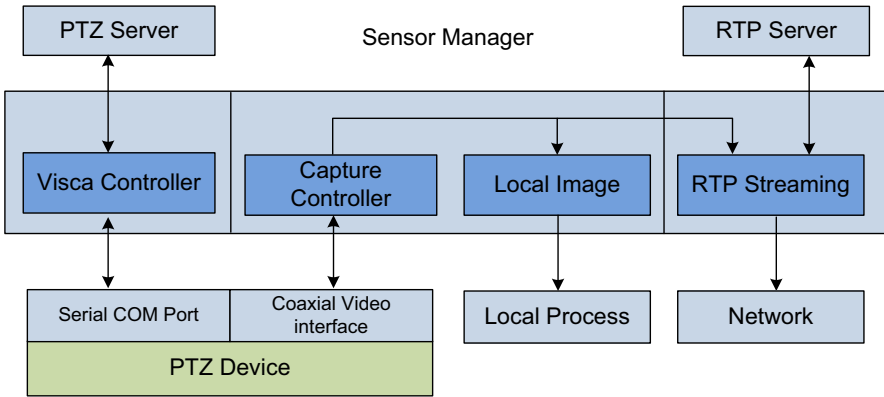 PTZ Server
Sensor Manager
RTP Server
Visca Controller
Capture
Controller
Local Image
RTP Streaming
Serial COM Port
Coaxial Video
interface
Local Process
Network
PTZ Device